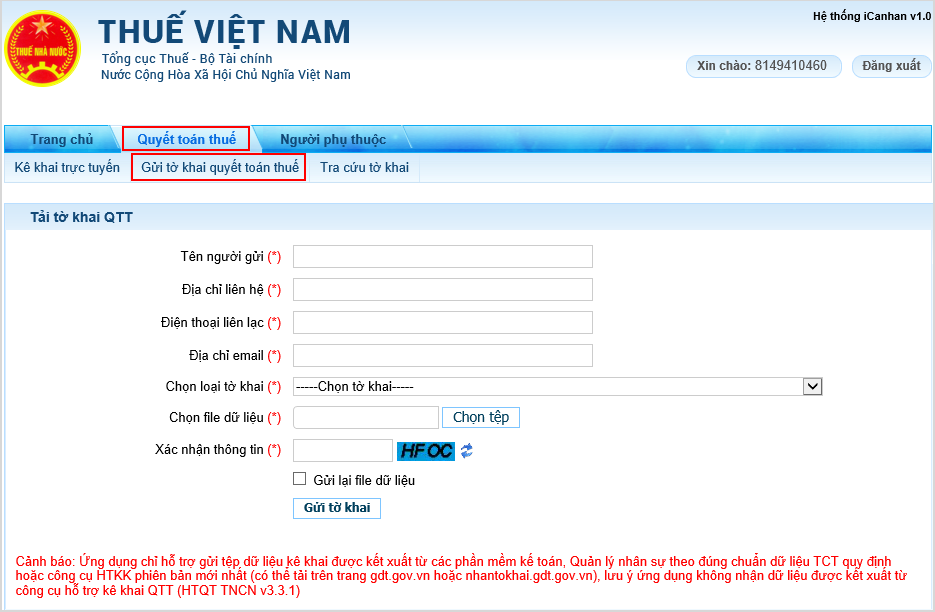 Hệ thống iCanhan v1.0
THUẾ NHÀ NƯỚC
THUẾ VIỆT NAM
Tổng cục Thuế - Bộ Tài chính
Nước Cộng Hòa Xã Hội Chủ Nghĩa Việt Nam
Xin chào: 8149410460 Đăng xuất
Trang chủ Quyết toán thuế Người phụ thuộc
Kê khai trực tuyến Gửi tờ khai quyết toán thuế Tra cứu tờ khai
Tải tờ khai QTT
Tên người gửi (*)
Địa chỉ liên hệ (*)
Điện thoại liên lạc (*)
Địa chỉ email (*)
Chọn loại tờ khai (*) -----Chọn tờ khai-----
Chọn file dữ liệu (*) Chọn tệp
Xác nhận thông tin (*) HFOC
Gửi lại file dữ liệu
Gửi tờ khai
Cảnh báo: Ứng dụng chỉ hỗ trợ gửi tệp dữ liệu kê khai được kết xuất từ các phần mềm kế toán, Quản lý nhân sự theo đúng chuẩn dữ liệu TCT quy định
hoặc công cụ HTKK phiên bản mới nhất (có thể tải trên trang gdt.gov.vn hoặc nhantokhai.gdt.gov.vn), lưu ý ứng dụng không nhận dữ liệu được kết xuất từ
công cụ hỗ trợ kê khai QTT (HTQT TNCN v3.3.1)